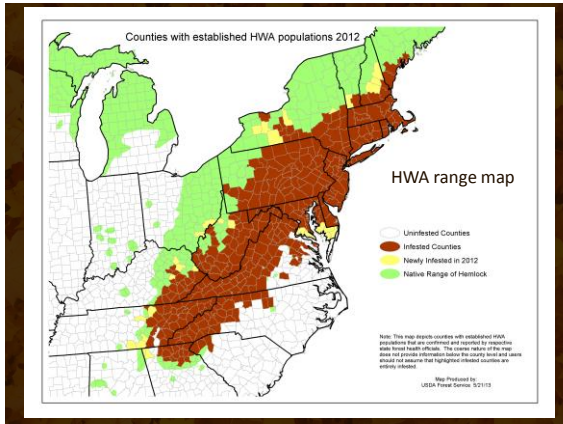 Counties with established HWA populations 2012
HWA range map
Uninfested Counties
Infested Counties
Newly Infested in 2012
Native Range of Hemlock
Note: This map depicts counties with established HWA
populations that are confirmed and reported by respective
state forest health officials. The coarse nature of the map
does not provide information below the county level and users
should not assume that highlighted infested counties are
entirely infested.
Map Produced by:
USDA Forest Service 5/21/13